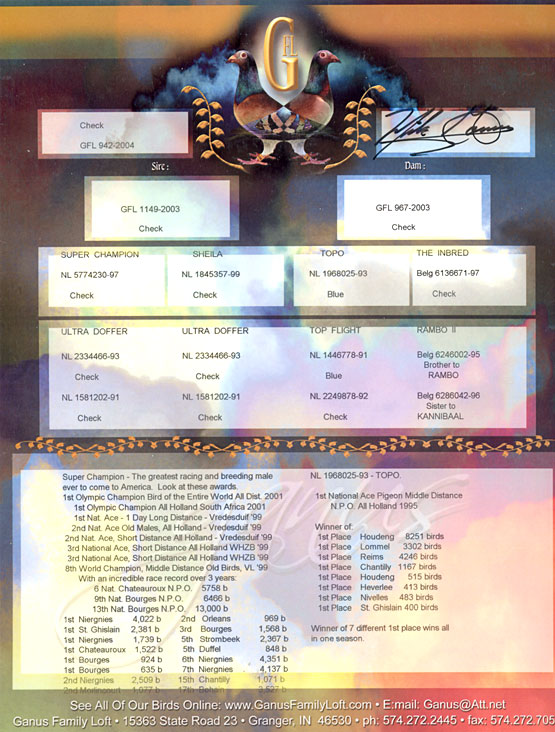 GFL
Check
GFL 942-2004
Sire :
Dam :
GFL 1149-2003
Check
GFL 967-2003
Check
SUPER CHAMPION SHEILA TOPO THE INBRED
NL 5774230-97 NL 1845357-99 NL 1968025-93 Belg 6136671-97
Check Check Blue Check
ULTRA DOFFER ULTRA DOFFER TOP FLIGHT RAMBO II
NL 2334466-93 NL 2334466-93 NL 1446778-91 Belg 6246002-95
Brother to
Check Check Blue RAMBO
NL 1581202-91 NL 1581202-91 NL 2249878-92 Belg 6286042-96
Sister to
Check Check Check KANNIBAAL
Super Champion - The greatest racing and breeding male
ever to come to America. Look at these awards.
1st Olympic Champion Bird of the Entire World All Dist. 2001
1st Olympic Champion All Holland South Africa 2001
1st Nat. Ace - 1 Day Long Distance - Vredesduif '99
2nd Nat. Ace Old Males, All Holland - Vredesduif '99
2nd Nat. Ace, Short Distance All Holland - Vredesduif '99
3rd National Ace, Short Distance All Holland WHZB '99
3rd National Ace, Short Distance All Holland WHZB '99
8th World Champion, Middle Distance Old Birds, VL '99
With an incredible race record over 3 years:
6 Nat. Chateauroux N.P.O. 5758 b
9th Nat. Bourges N.P.O. 6466 b
13th Nat. Bourges N.P.O. 13,000 b
1st Niergnies 4,022 b 2nd Orleans 969 b
1st St. Ghislain 2,381 b 3rd Bourges 1,568 b
1st Niergnies 1,739 b 5th Strombeek 2,367 b
1st Chateauroux 1,522 b 5th Duffel 848 b
1st Bourges 924 b 6th Niergnies 4,351 b
1st Bourges 635 b 7th Niergnies 4,137 b
2nd Niergnies 2,509 b 15th Chantilly 1,071 b
2nd 1,077 b 17th
NL 1968025-93 - TOPO.
1st National Ace Pigeon Middle Distance
N.P.O. All Holland 1995
Winner of:
1st Place Houdeng 8251 birds
1st Place Lommel 3302 birds
1st Place Reims 4246 birds
1st Place Chantilly 1167 birds
1st Place Houdeng 515 birds
1st Place Heverlee 413 birds
1st Place Nivelles 483 birds
1st Place St. Ghislain 400 birds
Winner of 7 different 1st place wins all
in one season.
See All Of Our Birds Online: www.GanusFamilyLoft.com • E:mail: Ganus@Att.net
Ganus Family Loft • 15363 State Road 23 • Granger, IN 46530 • ph: 574.272.2445 • fax: 574.272.705